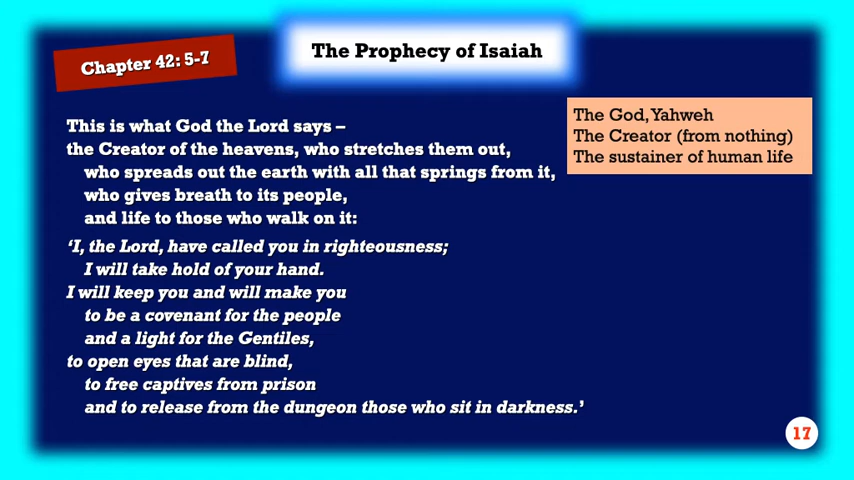 The Prophecy of Isaiah
Chapter 42: 5-7
The God, Yahweh
The Creator (from nothing)
The sustainer of human life
This is what God the Lord says –
the Creator of the heavens, who stretches them out,
who spreads out the earth with all that springs from it,
who gives breath to its people,
and life to those who walk on it:
‘I, the Lord, have called you in righteousness;
I will take hold of your hand.
I will keep you and will make you
to be a covenant for the people
and a light for the Gentiles,
to open eyes that are blind,
to free captives from prison
and to release from the dungeon those who sit in darkness.’
17